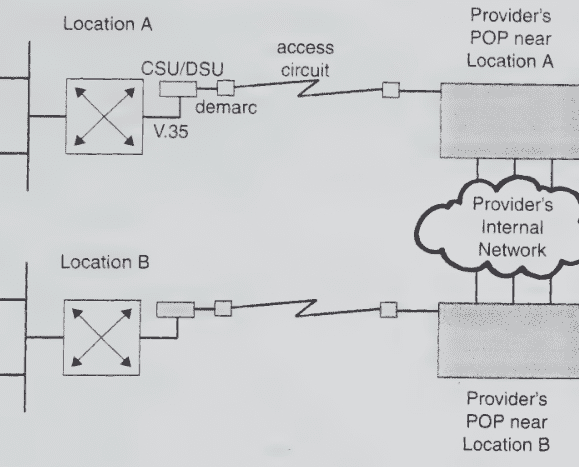 Location A
Provider's
POP near
Location A
CSU/DSU
access
circuit
demarc
V.35
Provider's
Internal
Network
Location B
Provider's
POP near
Location B